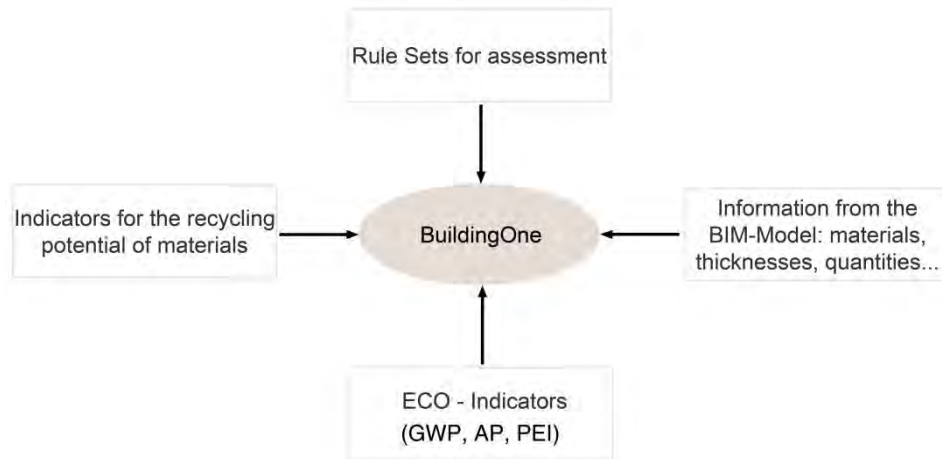 Rule Sets for assessment
Indicators for the recycling
potential of materials
BuildingOne
Information from the
BIM-Model: materials,
thicknesses, quantities...
ECO - Indicators
(GWP, AP, PEI)